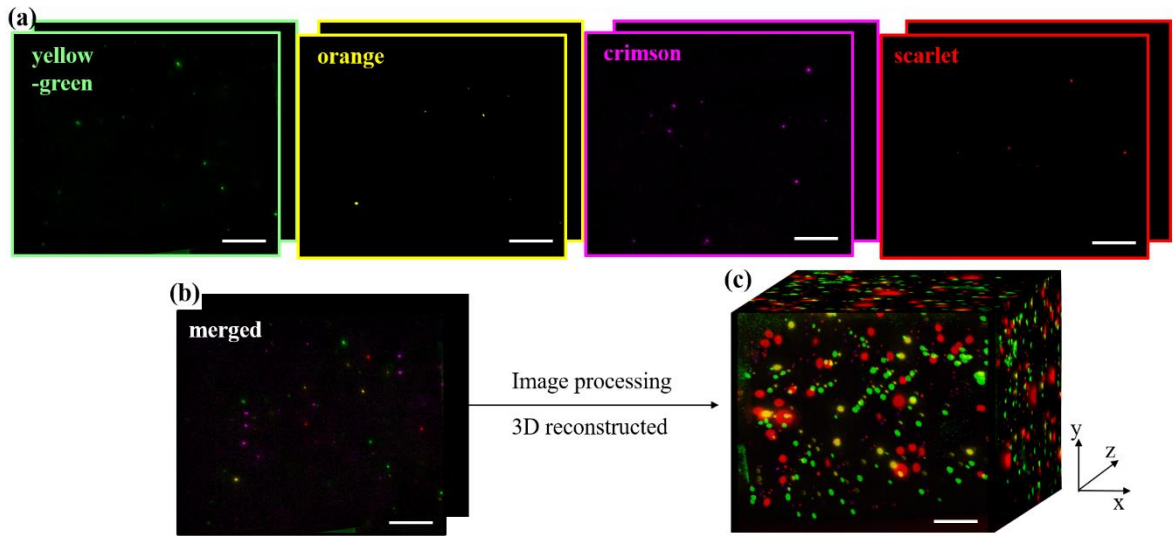 (a)
yellow
-green
orange
crimson
scarlet
(b)
merged
Image processing
3D reconstructed
(c)
y
z
x